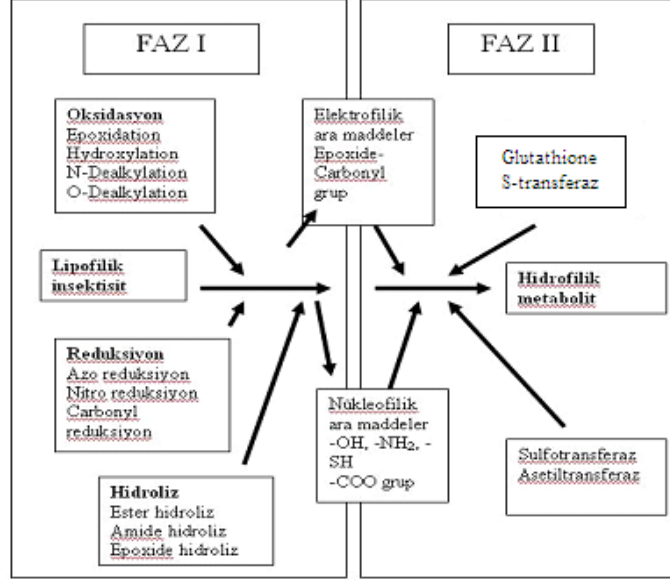 FAZ I
FAZ II
Oksidasyon
Epoxidation
Hydroxylation
N-Dealkylation
O-Dealkylation
Elektrofilik
ara maddeler
Epoxide-
Carbonyl
grup
Glutathione
S-transferaz
Lipofilik
insektisit
Hidrofilik
metabolit
Reduksiyon
Azo reduksiyon
Nitro reduksiyon
Carbonyl
reduksiyon
Nükleofilik
ara maddeler
-OH, -NH₂, -
SH
-COO grup
Sulfotransferaz
Asetiltransferaz
Hidroliz
Ester hidroliz
Amide hidroliz
Epoxide hidroliz